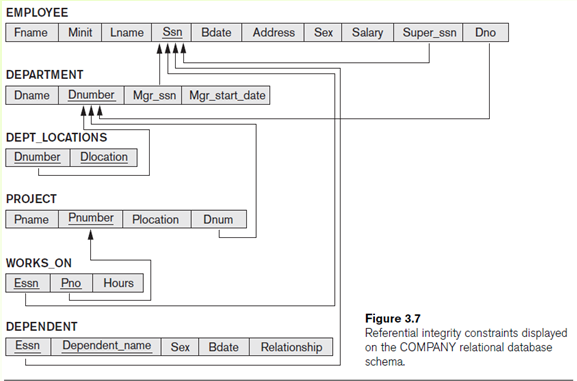 EMPLOYEE
Fname Minit Lname Ssn Bdate Address Sex Salary Super_ssn Dno
DEPARTMENT
Dname Dnumber Mgr_ssn Mgr_start_date
DEPT_LOCATIONS
Dnumber Dlocation
PROJECT
Pname Pnumber Plocation Dnum
WORKS_ON
Essn Pno Hours
DEPENDENT
Essn Dependent_name Sex Bdate Relationship
Figure 3.7
Referential integrity constraints displayed
on the COMPANY relational database
schema.